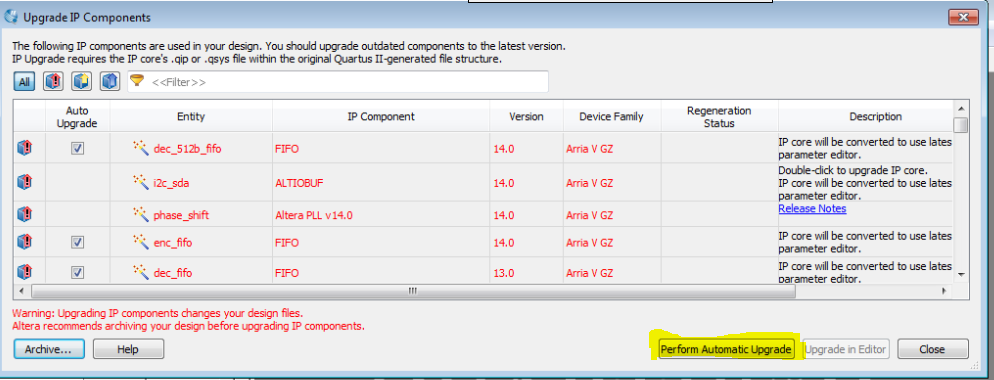 Upgrade IP Components
The following IP components are used in your design. You should upgrade outdated components to the latest version.
IP Upgrade requires the IP core's .qip or .qsys file within the original Quartus II-generated file structure.
All
<<Filter>>
Auto Upgrade Entity IP Component Version Device Family Regeneration Status Description
dec_512b_fifo FIFO 14.0 Arria V GZ IP core will be converted to use lates
parameter editor.
Double-click to upgrade IP core.
i2c_sda ALTIOBUF 14.0 Arria V GZ IP core will be converted to use lates
parameter editor.
phase_shift Altera PLL v14.0 14.0 Arria V GZ Release Notes
enc_fifo FIFO 14.0 Arria V GZ IP core will be converted to use lates
parameter editor.
dec_fifo FIFO 13.0 Arria V GZ IP core will be converted to use lates
parameter editor.
Warning: Upgrading IP components changes your design files.
Altera recommends archiving your design before upgrading IP components.
Archive... Help Perform Automatic Upgrade Upgrade in Editor Close